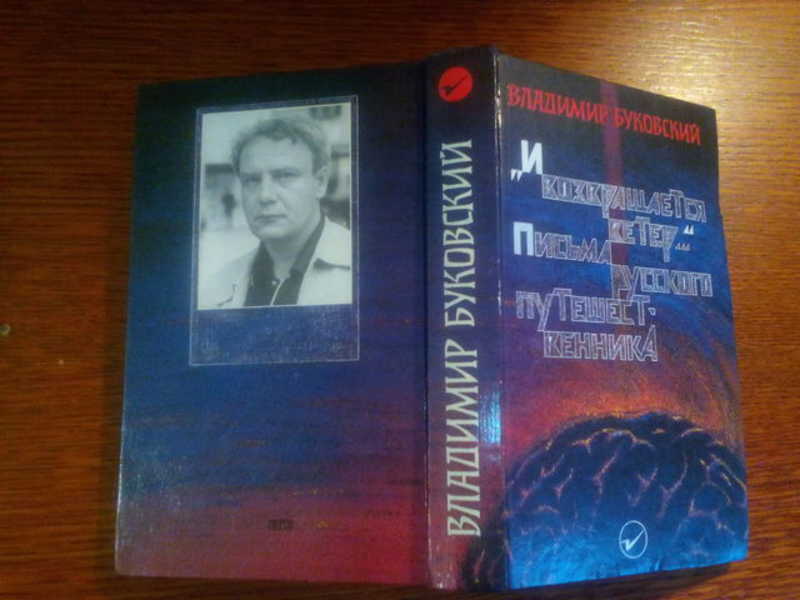 ВЛАДИМИР БУКОВСКИЙ
ВЛАДИМИР БУКОВСКИЙ
„И
ВОЗВРАЩАЕТСЯ
ВЕТЕР...“
ПИСЬМА
РУССКОГО
ПУТЕШЕСТ-
ВЕННИКА